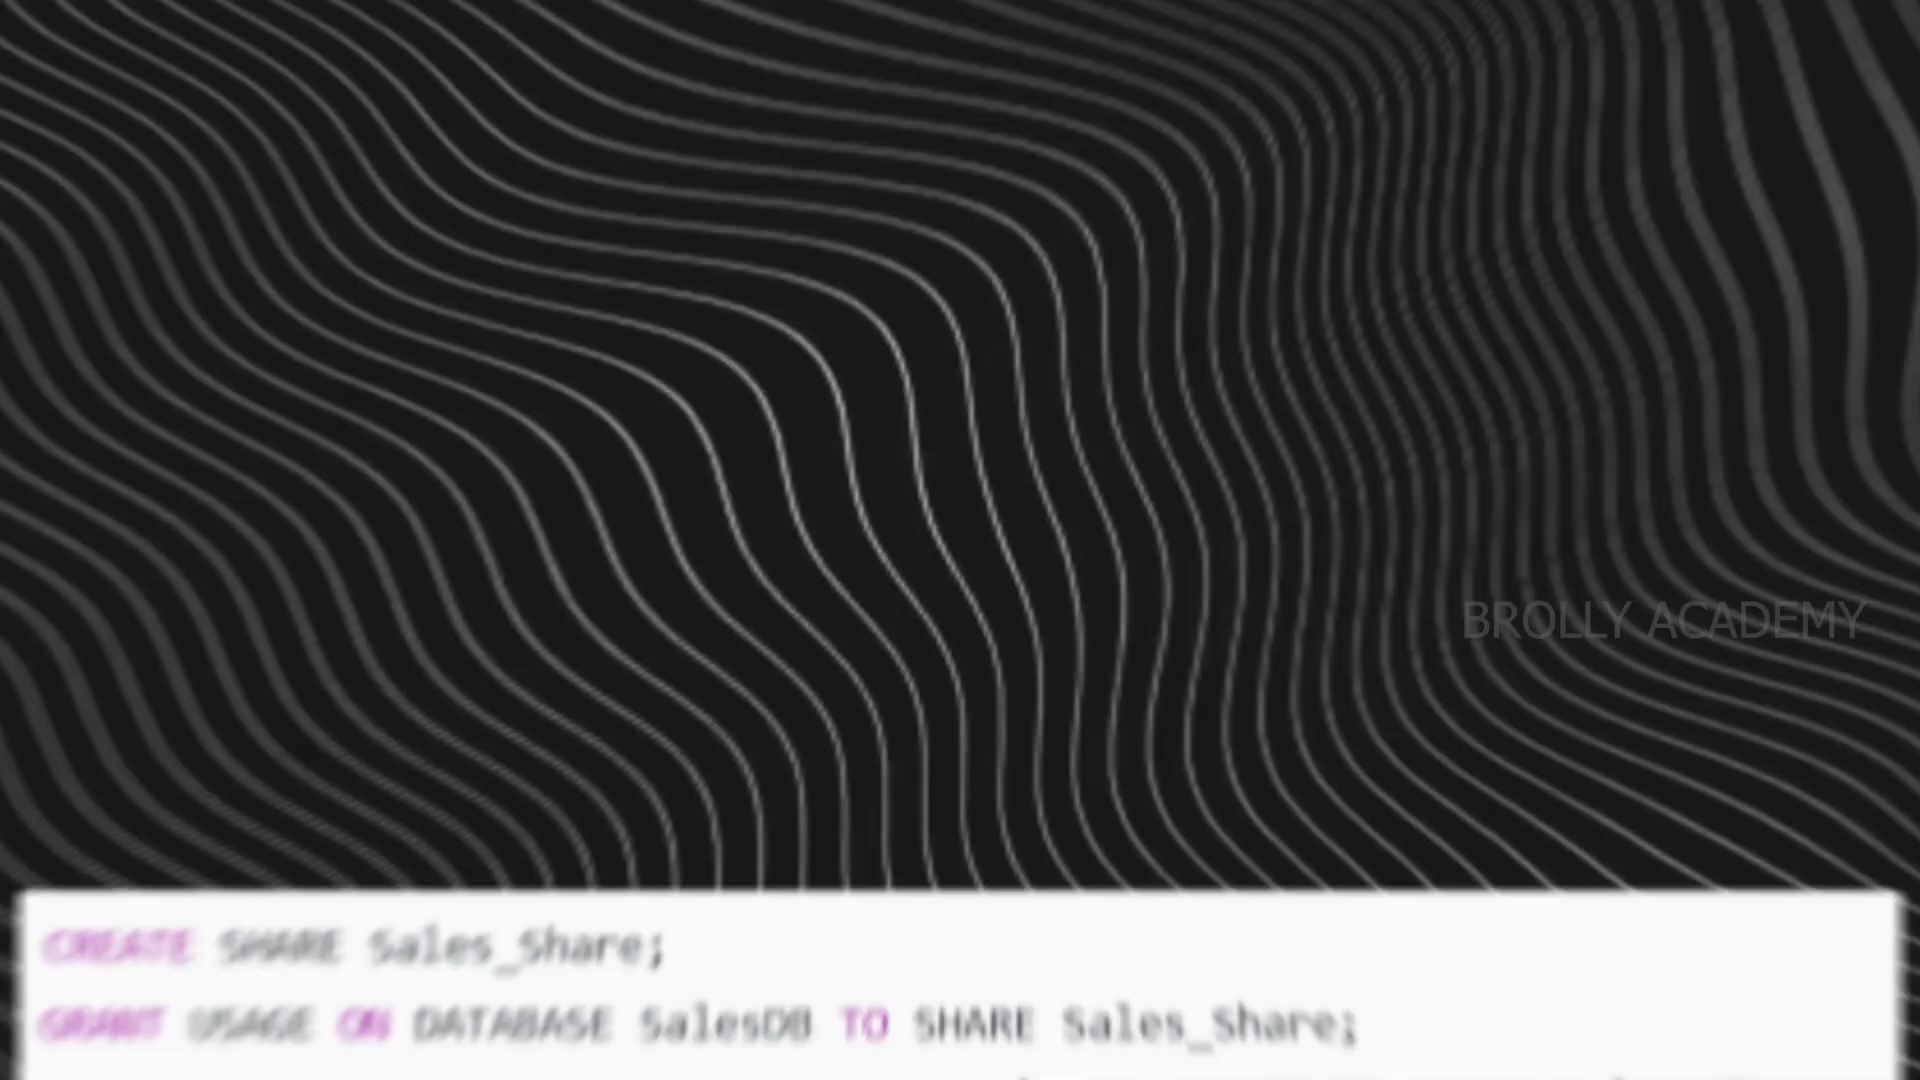 BROLLY ACADEMY
CREATE SHARE Sales_Share;
GRANT USAGE ON DATABASE SalesDB TO SHARE Sales_Share;